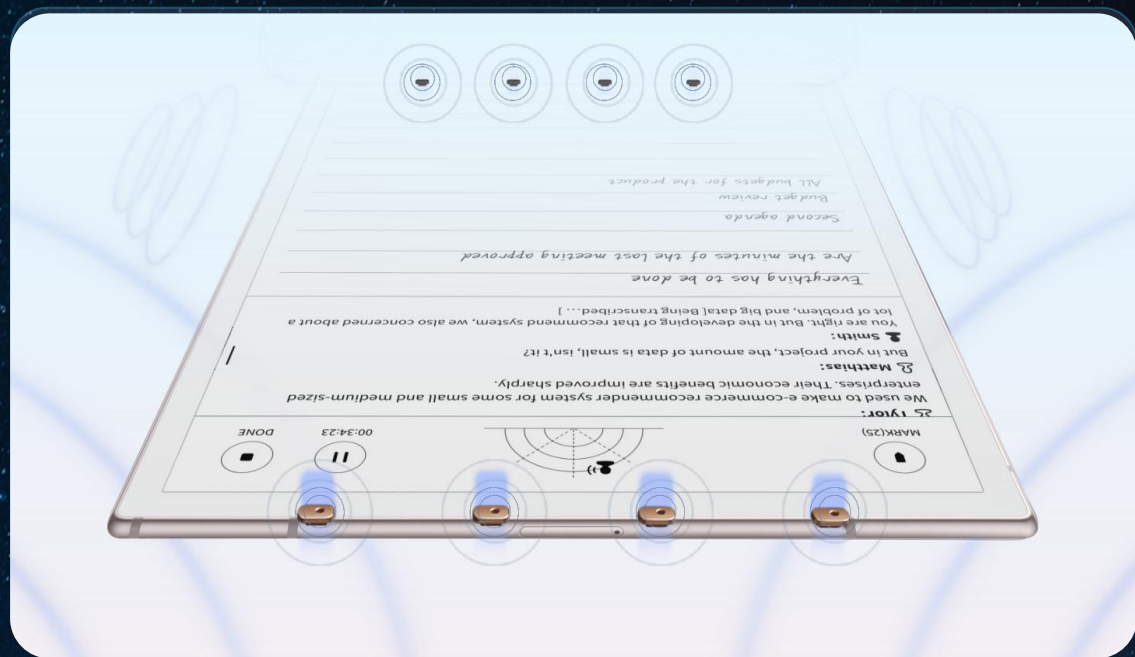 MARK(25) 00:34:23 DONE
Tylor:
We used to make e-commerce recommender system for some small and medium-sized
enterprises. Their economic benefits are improved sharply.
Matthias:
But in your project, the amount of data is small, isn't it?
Smith:
You are right. But in the developing of that recommend system, we also concerned about a
lot of problem, and big data[ Being transcribed... ]
Everything has to be done
Are the minutes of the last meeting approved
Second agenda
Budget review
All budgets for the product